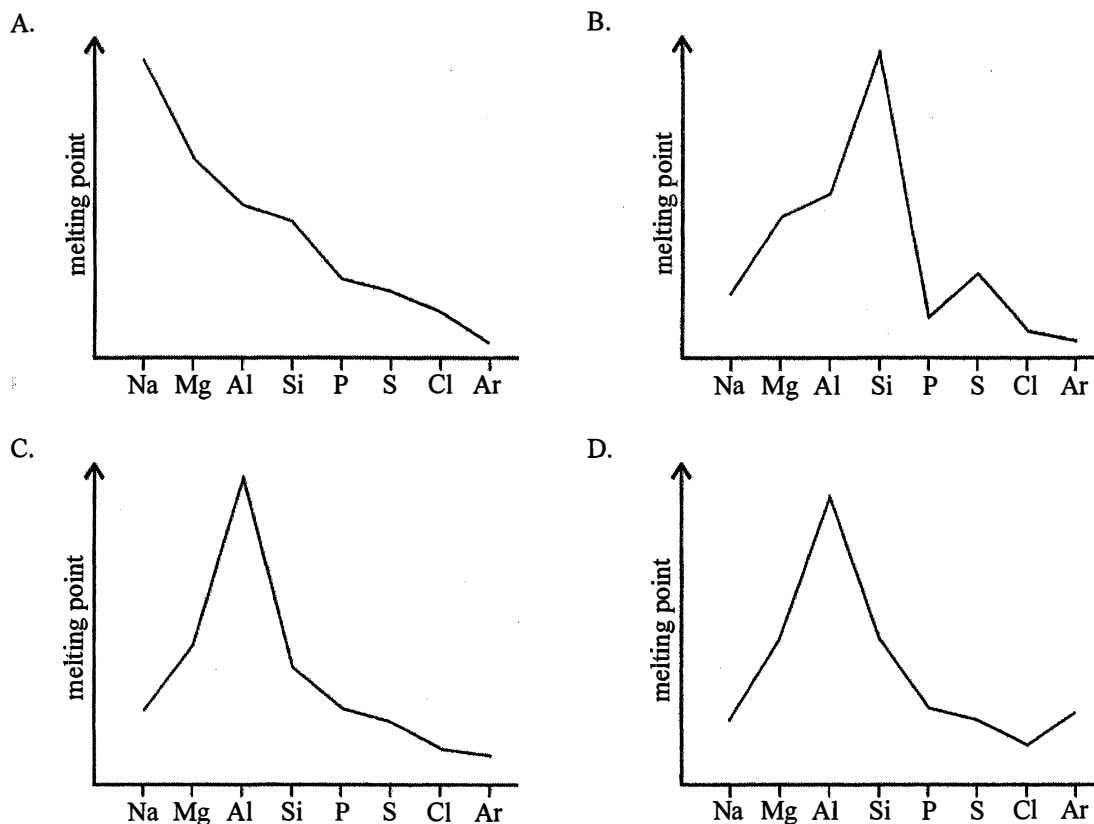 A.
melting point
Na Mg Al Si P S Cl Ar
B.
melting point
Na Mg Al Si P S Cl Ar
C.
melting point
Na Mg Al Si P S Cl Ar
D.
melting point
Na Mg Al Si P S Cl Ar